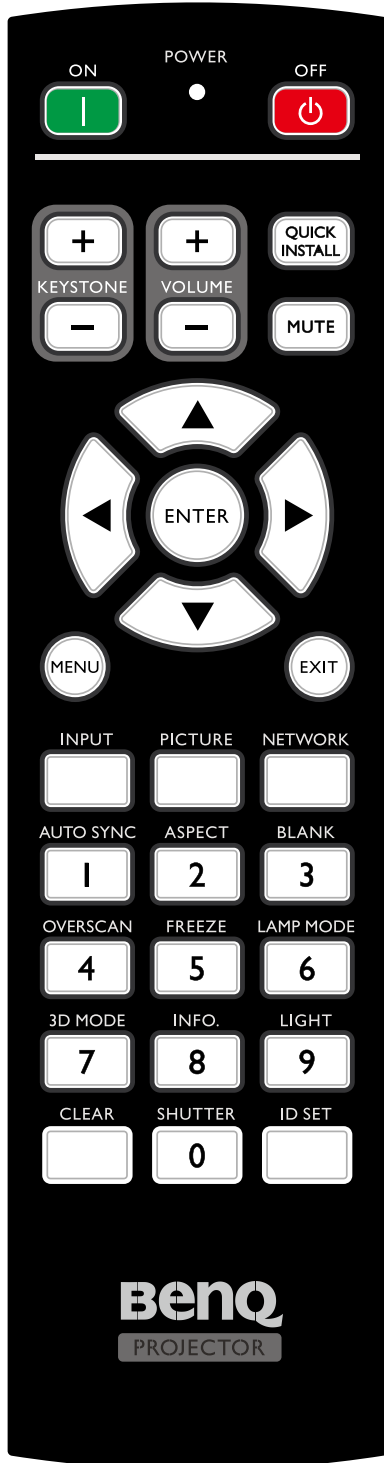 POWER
ON OFF
+ + QUICK
INSTALL
KEYSTONE VOLUME
− − MUTE
ENTER
MENU EXIT
INPUT PICTURE NETWORK
AUTO SYNC ASPECT BLANK
1 2 3
OVERSCAN FREEZE LAMP MODE
4 5 6
3D MODE INFO. LIGHT
7 8 9
CLEAR SHUTTER ID SET
0
BenQ
PROJECTOR